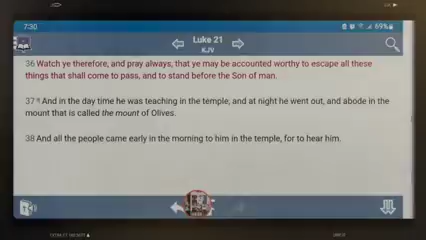 7:30
69%
Luke 21
KJV
36 Watch ye therefore, and pray always, that ye may be accounted worthy to escape all these
things that shall come to pass, and to stand before the Son of man.
37 ¶ And in the day time he was teaching in the temple; and at night he went out, and abode in the
mount that is called the mount of Olives.
38 And all the people came early in the morning to him in the temple, for to hear him.